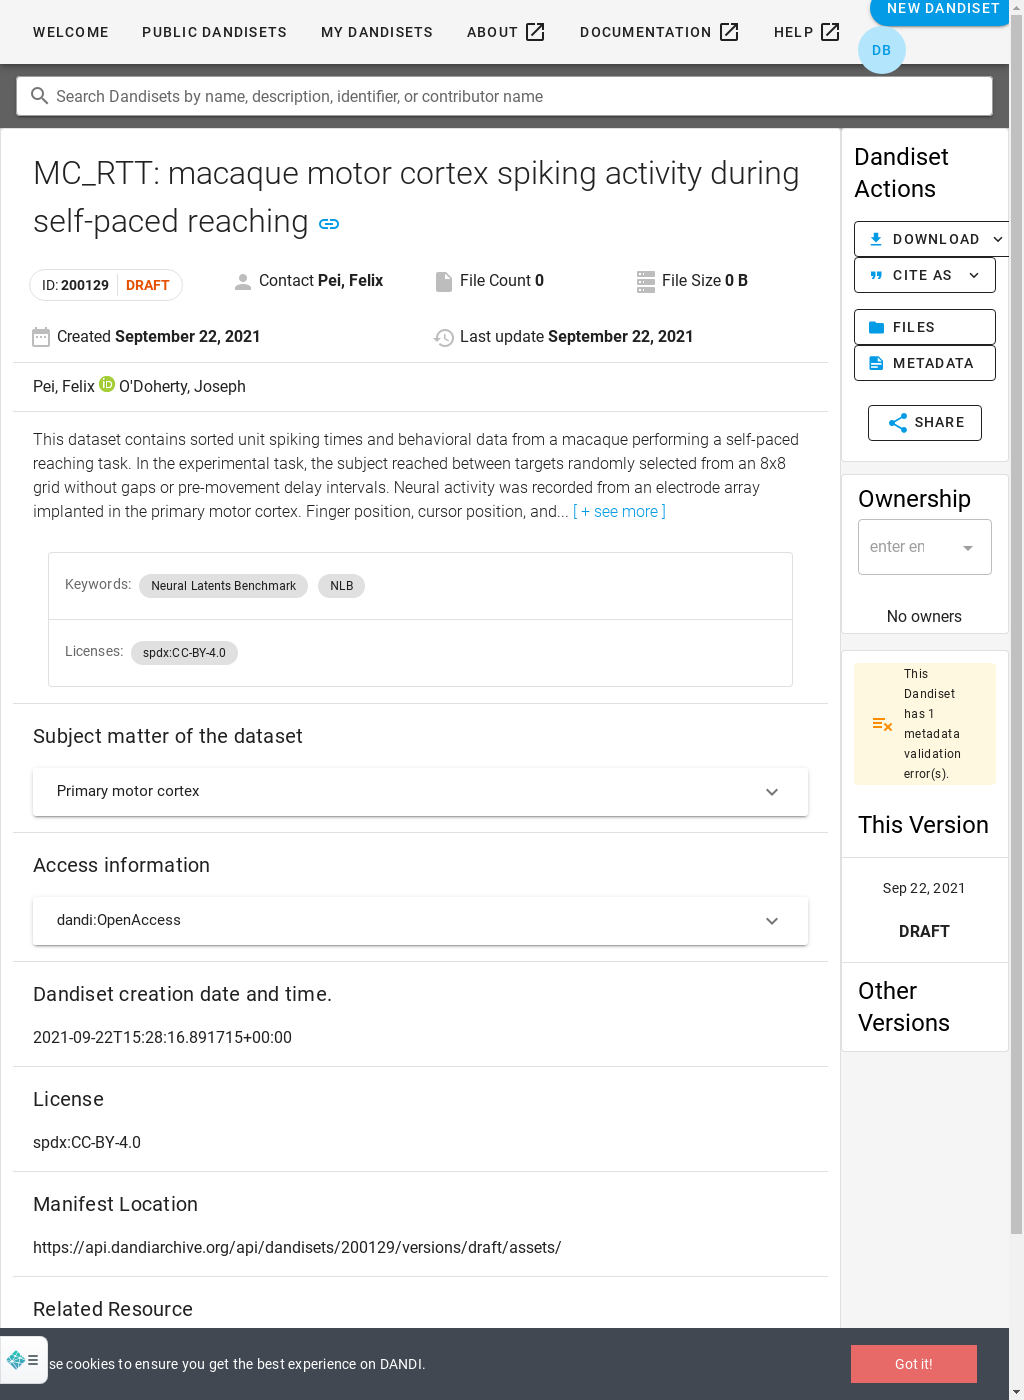 WELCOME
PUBLIC DANDISETS
MY DANDISETS
ABOUT
DOCUMENTATION
HELP
NEW DANDISET
DB
Search Dandisets by name, description, identifier, or contributor name
MC_RTT: macaque motor cortex spiking activity during
self-paced reaching
ID: 200129 DRAFT
Contact Pei, Felix
File Count 0
File Size 0 B
Created September 22, 2021
Last update September 22, 2021
Pei, Felix iD O'Doherty, Joseph
This dataset contains sorted unit spiking times and behavioral data from a macaque performing a self-paced
reaching task. In the experimental task, the subject reached between targets randomly selected from an 8x8
grid without gaps or pre-movement delay intervals. Neural activity was recorded from an electrode array
implanted in the primary motor cortex. Finger position, cursor position, and... [ + see more ]
Keywords: Neural Latents Benchmark NLB
Licenses: spdx:CC-BY-4.0
Subject matter of the dataset
Primary motor cortex
Access information
dandi:OpenAccess
Dandiset creation date and time.
2021-09-22T15:28:16.891715+00:00
License
spdx:CC-BY-4.0
Manifest Location
https://api.dandiarchive.org/api/dandisets/200129/versions/draft/assets/
Related Resource
Dandiset
Actions
DOWNLOAD
CITE AS
FILES
METADATA
SHARE
Ownership
enter en
No owners
This
Dandiset
has 1
metadata
validation
error(s).
This Version
Sep 22, 2021
DRAFT
Other
Versions
se cookies to ensure you get the best experience on DANDI.
Got it!